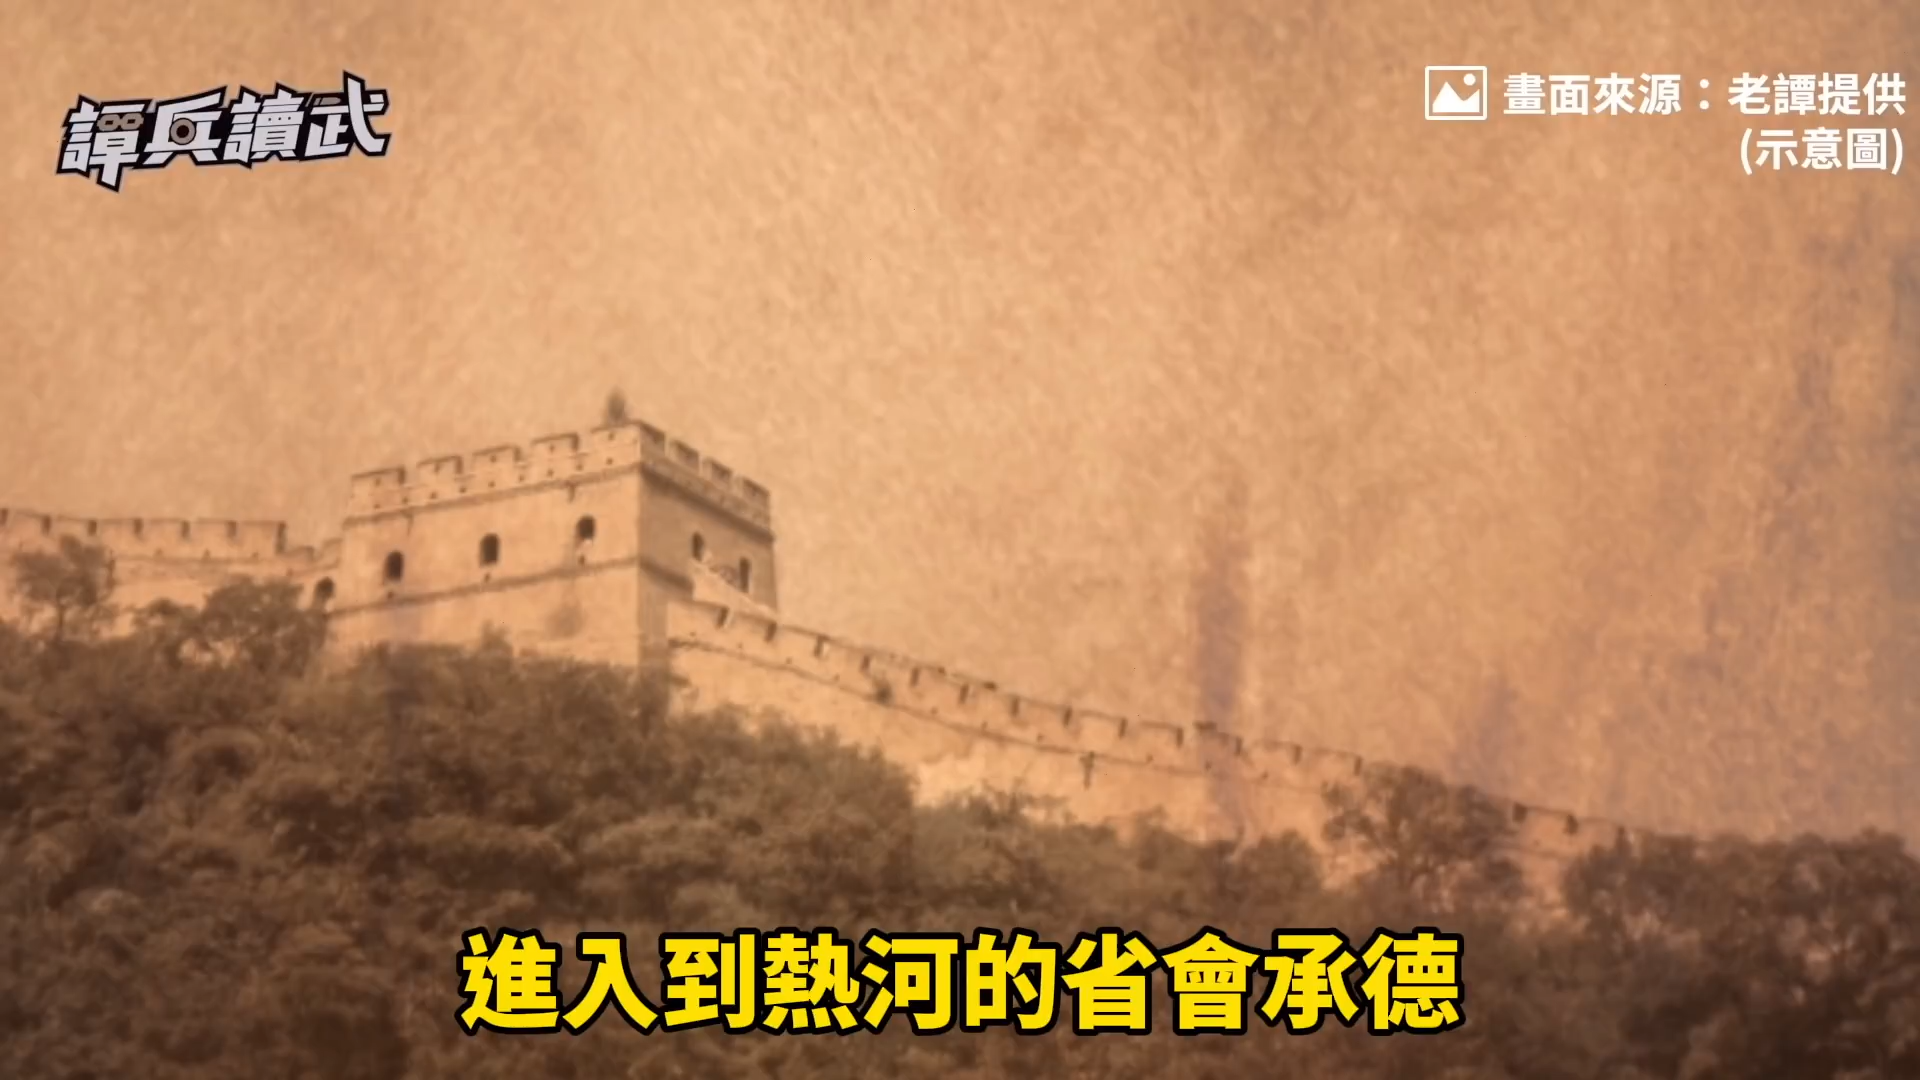 譚兵讀武
畫面來源：老譚提供
(示意圖)
進入到熱河的省會承德